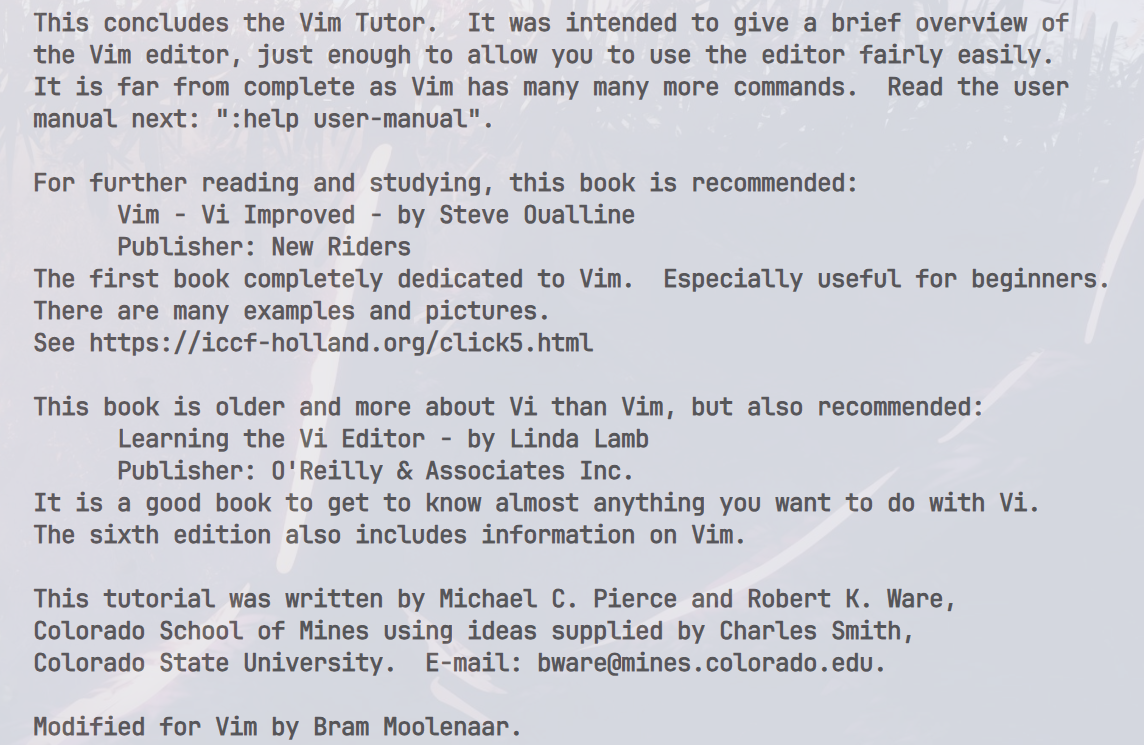 This concludes the Vim Tutor.  It was intended to give a brief overview of
the Vim editor, just enough to allow you to use the editor fairly easily.
It is far from complete as Vim has many many more commands.  Read the user
manual next: ":help user-manual".

For further reading and studying, this book is recommended:
      Vim - Vi Improved - by Steve Oualline
      Publisher: New Riders
The first book completely dedicated to Vim.  Especially useful for beginners.
There are many examples and pictures.
See https://iccf-holland.org/click5.html

This book is older and more about Vi than Vim, but also recommended:
      Learning the Vi Editor - by Linda Lamb
      Publisher: O'Reilly & Associates Inc.
It is a good book to get to know almost anything you want to do with Vi.
The sixth edition also includes information on Vim.

This tutorial was written by Michael C. Pierce and Robert K. Ware,
Colorado School of Mines using ideas supplied by Charles Smith,
Colorado State University.  E-mail: bware@mines.colorado.edu.

Modified for Vim by Bram Moolenaar.